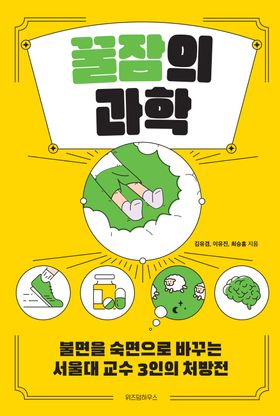 꿀잠의
과학
김유겸, 이유진, 최승홍 지음
불면을 숙면으로 바꾸는
서울대 교수 3인의 처방전
위즈덤하우스